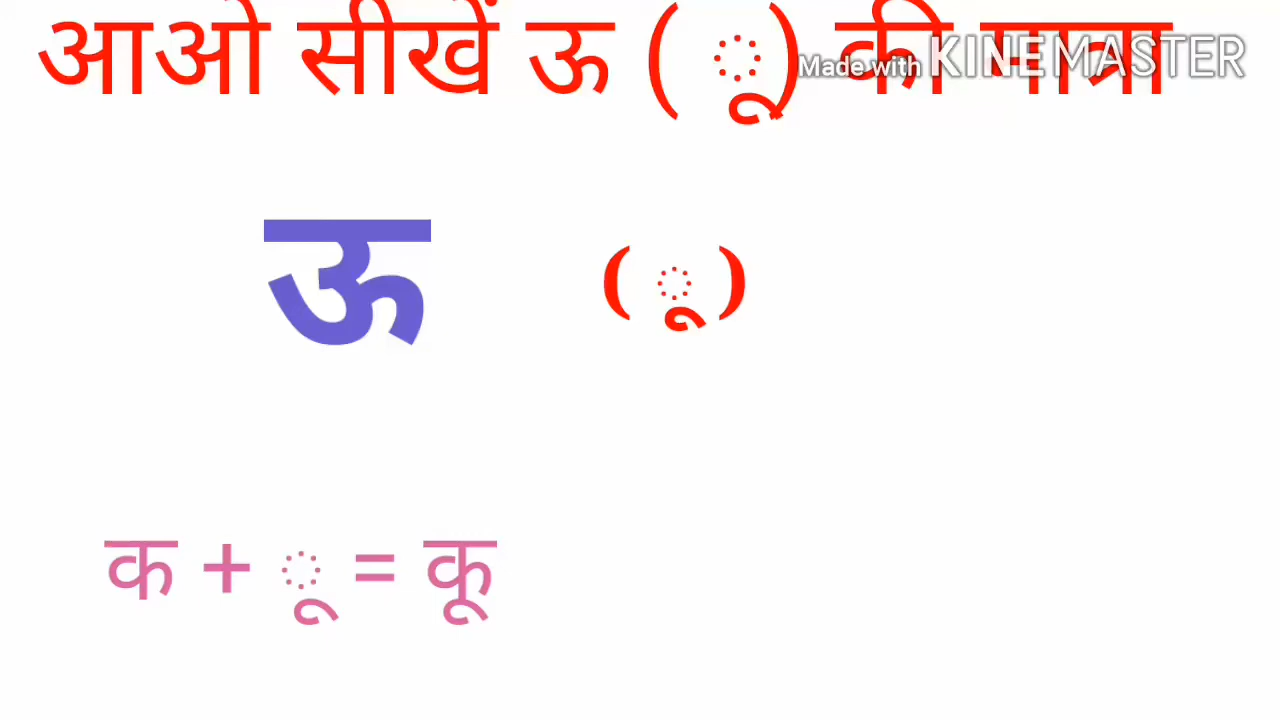 आओ सीखें ऊ ( ू) की मात्रा
Made with KINEMASTER
ऊ ( ू )
क + ू = कू